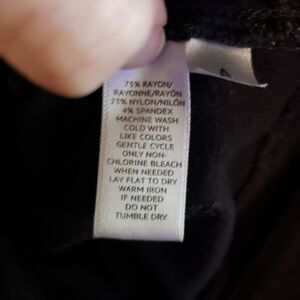 73% RAYON/
RAYONNE/RAYÓN
23% NYLON/NILÓN
4% SPANDEX
MACHINE WASH
COLD WITH
LIKE COLORS
GENTLE CYCLE
ONLY NON-
CHLORINE BLEACH
WHEN NEEDED
LAY FLAT TO DRY
WARM IRON
IF NEEDED
DO NOT
TUMBLE DRY